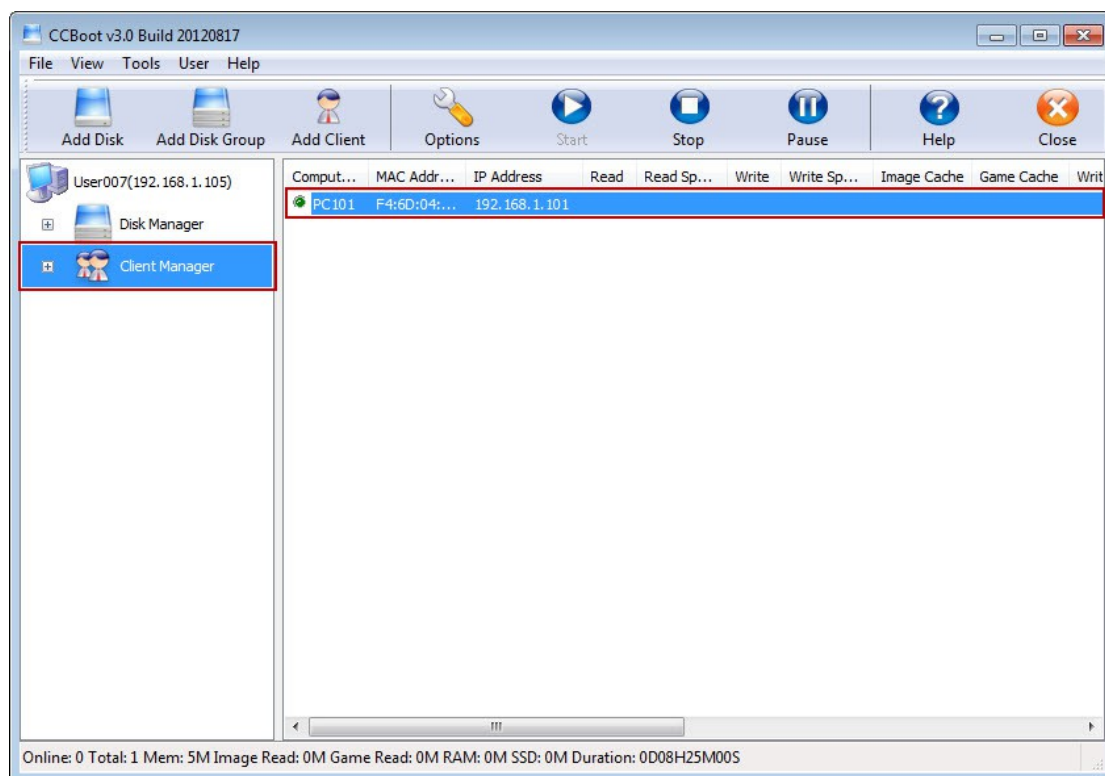 CCBoot v3.0 Build 20120817
File View Tools User Help
Add Disk Add Disk Group Add Client Options Start Stop Pause Help Close
User007(192.168.1.105)
Disk Manager
Client Manager
Comput... MAC Addr... IP Address Read Read Sp... Write Write Sp... Image Cache Game Cache Writ
PC101 F4:6D:04:... 192.168.1.101
Online: 0 Total: 1 Mem: 5M Image Read: 0M Game Read: 0M RAM: 0M SSD: 0M Duration: 0D08H25M00S